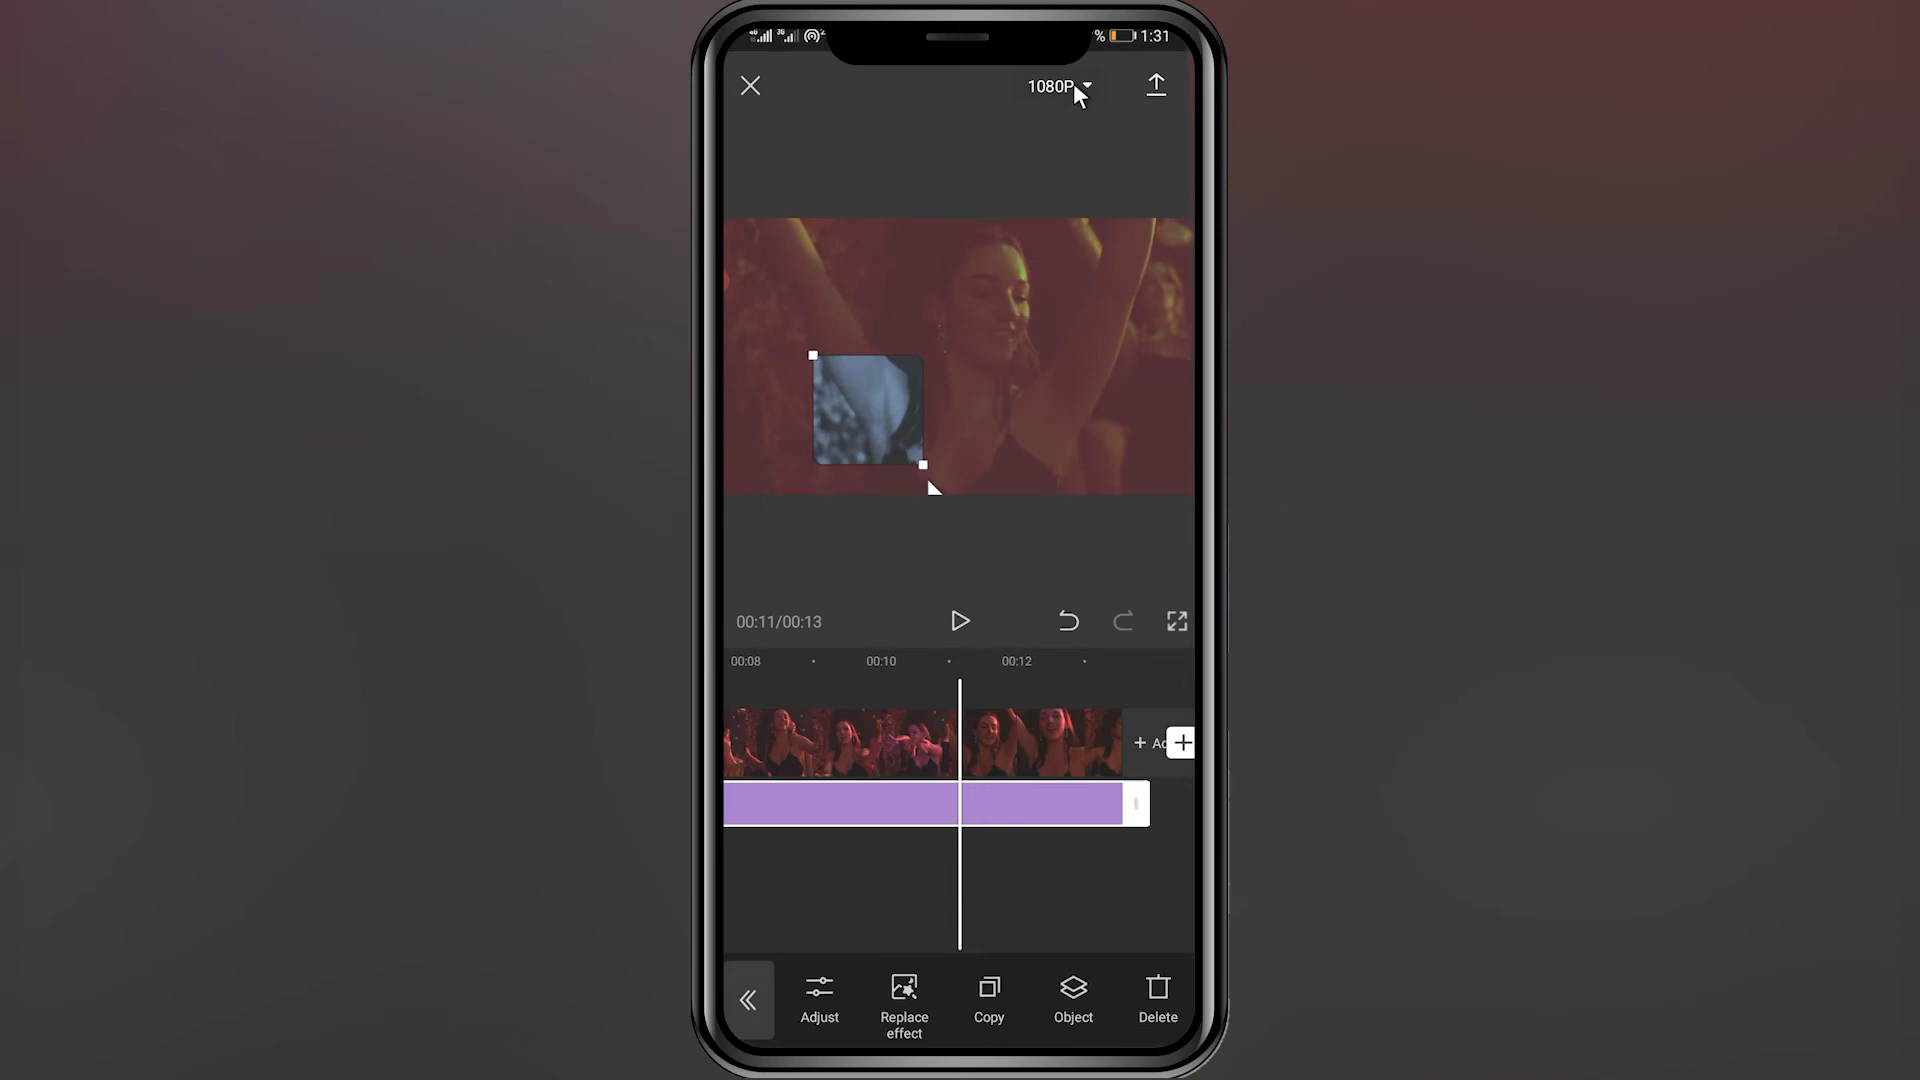 % 1:31
1080P
00:11/00:13
00:08 00:10 00:12
+ Ad
Adjust
Replace
effect
Copy
Object
Delete